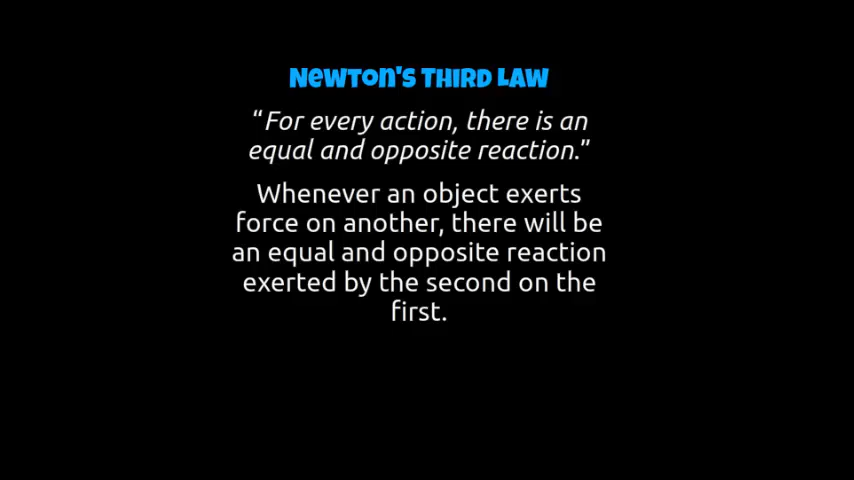 Newton's Third Law
“For every action, there is an
equal and opposite reaction.”
Whenever an object exerts
force on another, there will be
an equal and opposite reaction
exerted by the second on the
first.